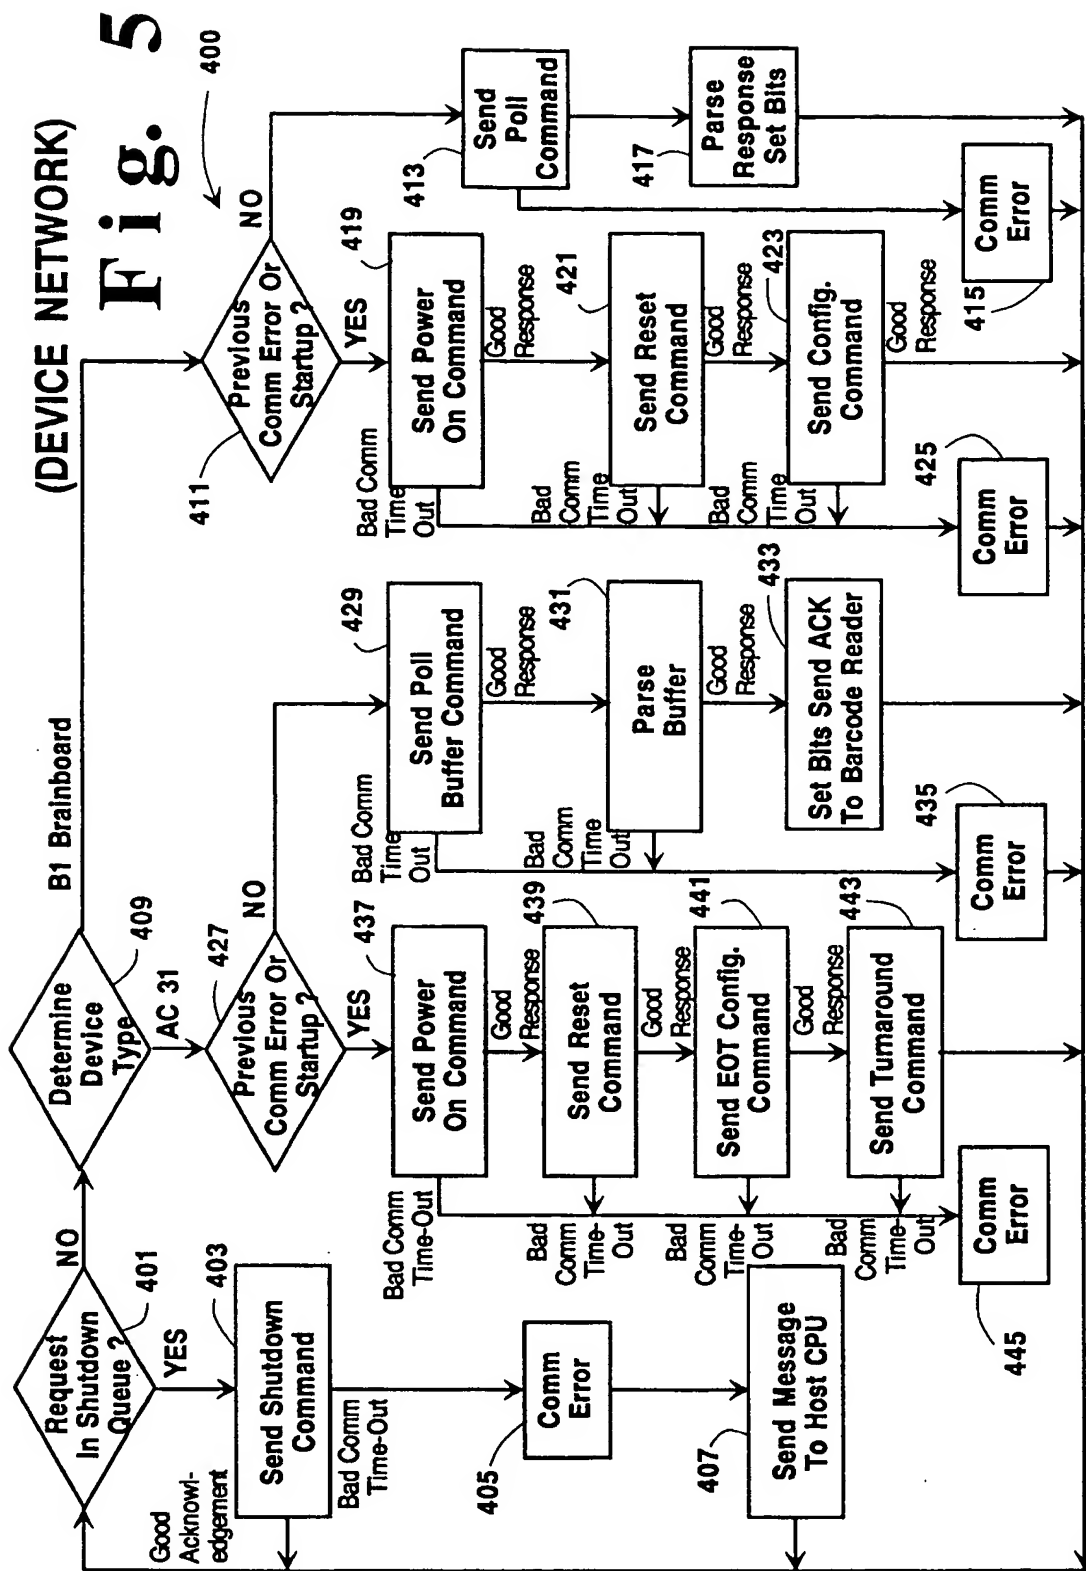 (DEVICE NETWORK)
Fig. 5
400
Request
In Shutdown
Queue ?
401
NO
YES
403
Good
Acknowl-
edgement
Send Shutdown
Command
Bad Comm
Time-Out
405
Comm
Error
407
Send Message
To Host CPU
Determine
Device
Type
409
B1 Brainboard
AC 31
427
Previous
Comm Error Or
Startup ?
NO
YES
437
Send Power
On Command
Bad Comm
Time-Out
Good
Response
439
Send Reset
Command
Bad
Comm
Time-
Out
Good
Response
441
Send EOT Config.
Command
Bad
Comm
Time-
Out
Good
Response
443
Send Turnaround
Command
Bad
Comm
Time-
Out
Comm
Error
445
429
Send Poll
Buffer Command
Bad Comm
Time
Out
Good
Response
431
Parse
Buffer
Bad
Comm
Time
Out
Good
Response
433
Set Bits Send ACK
To Barcode Reader
435
Comm
Error
411
Previous
Comm Error Or
Startup ?
NO
YES
419
Send Power
On Command
Bad Comm
Time
Out
Good
Response
421
Send Reset
Command
Bad
Comm
Time
Out
Good
Response
423
Send Config.
Command
Bad
Comm
Time
Out
Good
Response
425
Comm
Error
413
Send
Poll
Command
417
Parse
Response
Set Bits
415
Comm
Error